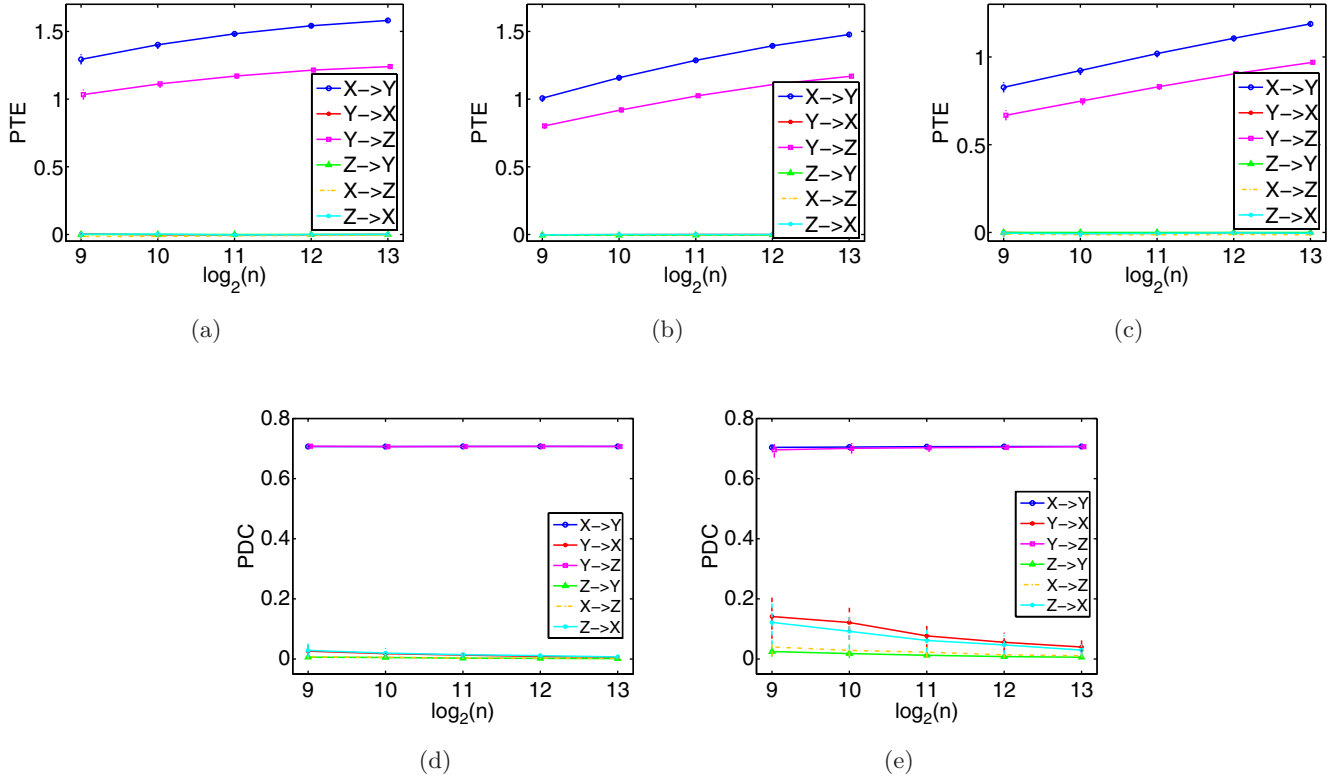 1.5
1
0.5
0
PTE
9 10 11 12 13
log2(n)
X−>Y
Y−>X
Y−>Z
Z−>Y
X−>Z
Z−>X
(a)
1.5
1
0.5
0
PTE
9 10 11 12 13
log2(n)
X−>Y
Y−>X
Y−>Z
Z−>Y
X−>Z
Z−>X
(b)
1
0.5
0
PTE
9 10 11 12 13
log2(n)
X−>Y
Y−>X
Y−>Z
Z−>Y
X−>Z
Z−>X
(c)
0.8
0.6
0.4
0.2
0
PDC
9 10 11 12 13
log2(n)
X−>Y
Y−>X
Y−>Z
Z−>Y
X−>Z
Z−>X
(d)
0.8
0.6
0.4
0.2
0
PDC
9 10 11 12 13
log2(n)
X−>Y
Y−>X
Y−>Z
Z−>Y
X−>Z
Z−>X
(e)